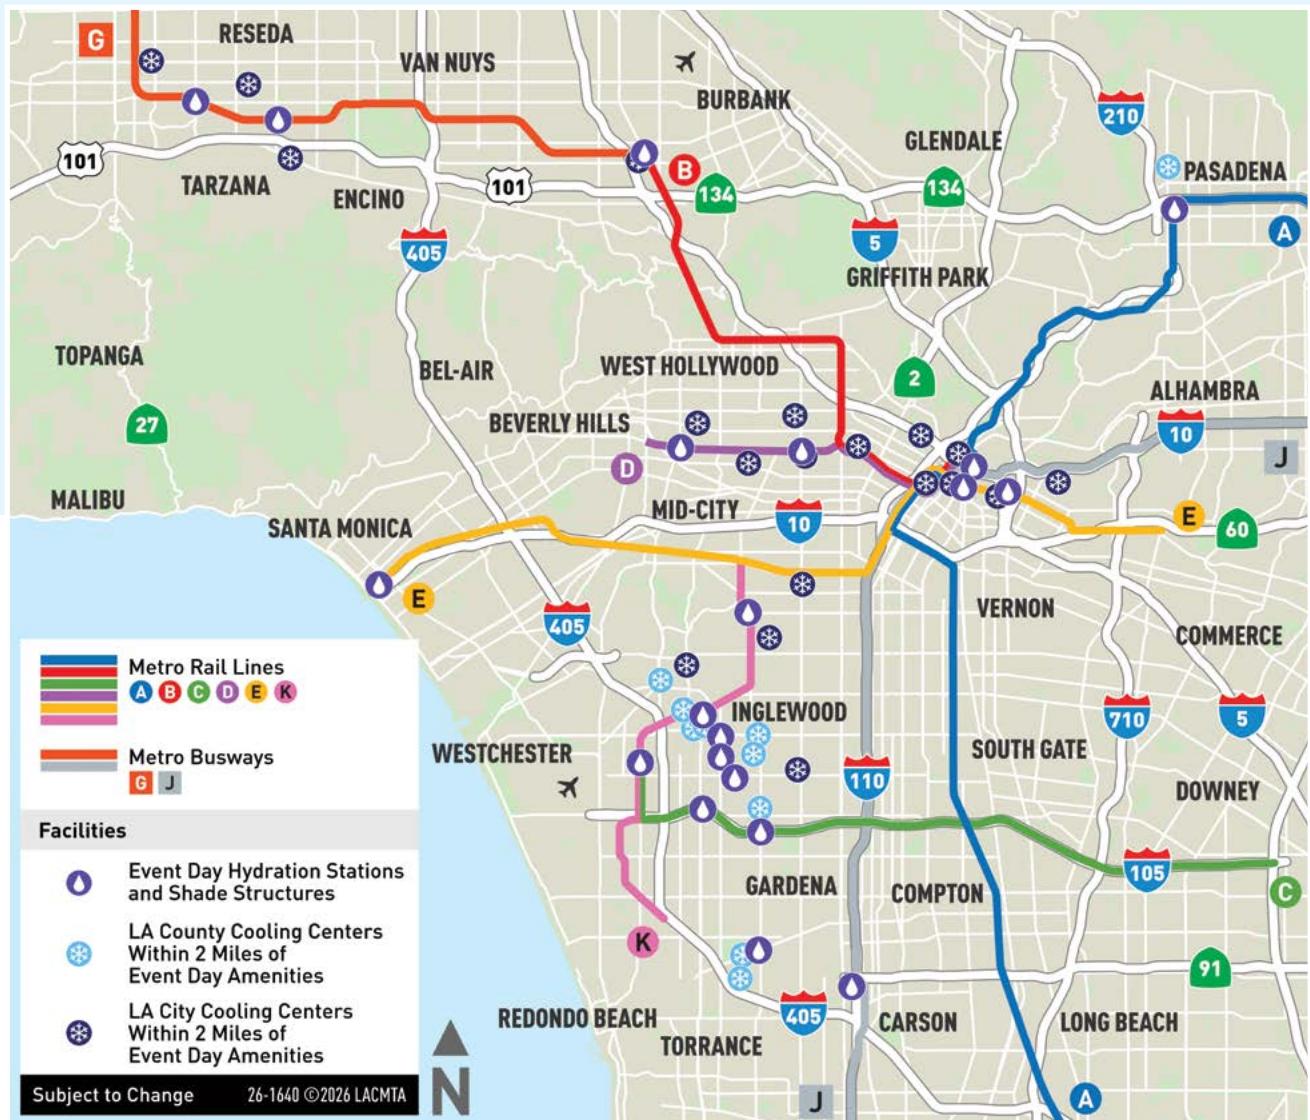 G
RESEDA
VAN NUYS
BURBANK
210
GLENDALE
101
TARZANA
ENCINO
101
B
134
134
PASADENA
A
405
5
GRIFFITH PARK
TOPANGA
BEL-AIR
WEST HOLLYWOOD
2
ALHAMBRA
27
BEVERLY HILLS
10
D
J
MALIBU
SANTA MONICA
MID-CITY
10
E
60
E
405
VERNON
COMMERCE
INGLEWOOD
710
5
WESTCHESTER
SOUTH GATE
110
DOWNEY
GARDENA
COMPTON
105
C
K
91
REDONDO BEACH
405
CARSON
LONG BEACH
TORRANCE
A
J
Metro Rail Lines
A B C D E K
Metro Busways
G J
Facilities
Event Day Hydration Stations
and Shade Structures
LA County Cooling Centers
Within 2 Miles of
Event Day Amenities
LA City Cooling Centers
Within 2 Miles of
Event Day Amenities
Subject to Change 26-1640 ©2026 LACMTA
N